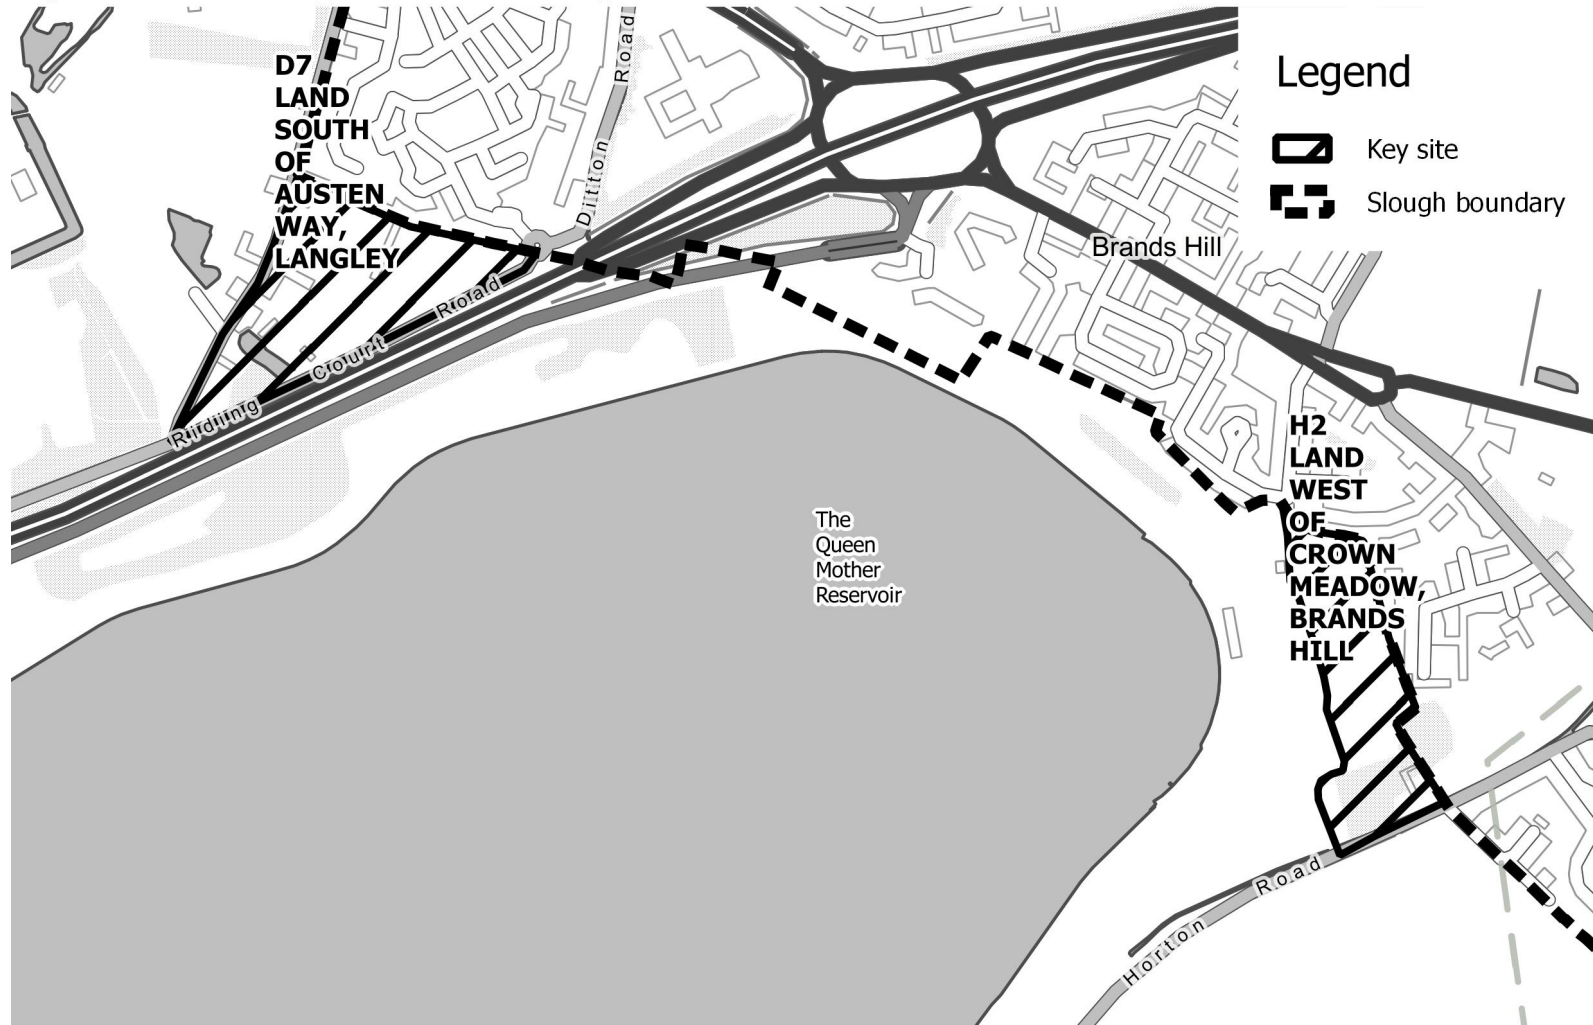 D7
LAND
SOUTH
OF
AUSTEN
WAY,
LANGLEY
Ditton Road
Riding Court Road
Legend
Key site
Slough boundary
Brands Hill
H2
LAND
WEST
OF
CROWN
MEADOW,
BRANDS
HILL
The
Queen
Mother
Reservoir
Horton Road